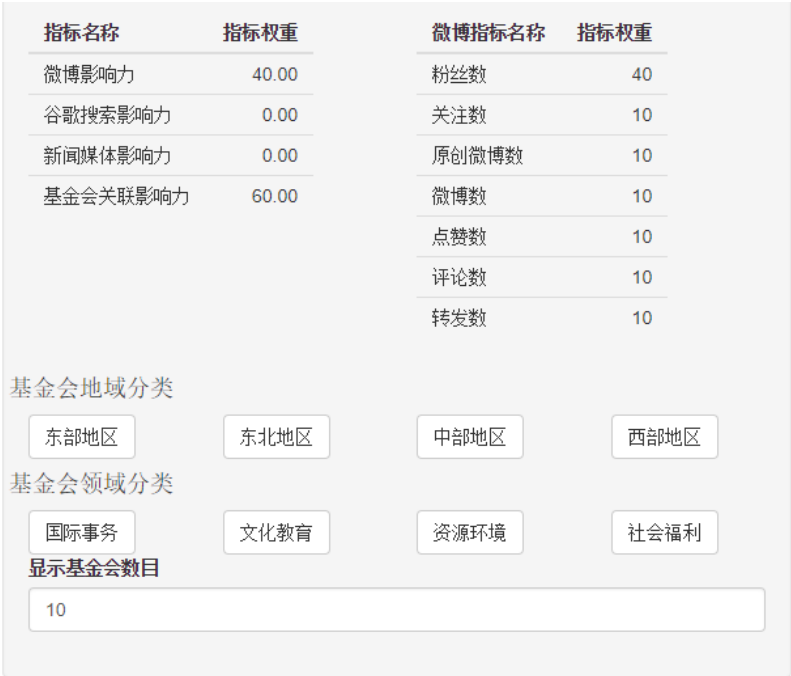 指标名称 指标权重 微博指标名称 指标权重
微博影响力 40.00 粉丝数 40
谷歌搜索影响力 0.00 关注数 10
新闻媒体影响力 0.00 原创微博数 10
基金会关联影响力 60.00 微博数 10
点赞数 10
评论数 10
转发数 10
基金会地域分类
东部地区 东北地区 中部地区 西部地区
基金会领域分类
国际事务 文化教育 资源环境 社会福利
显示基金会数目
10